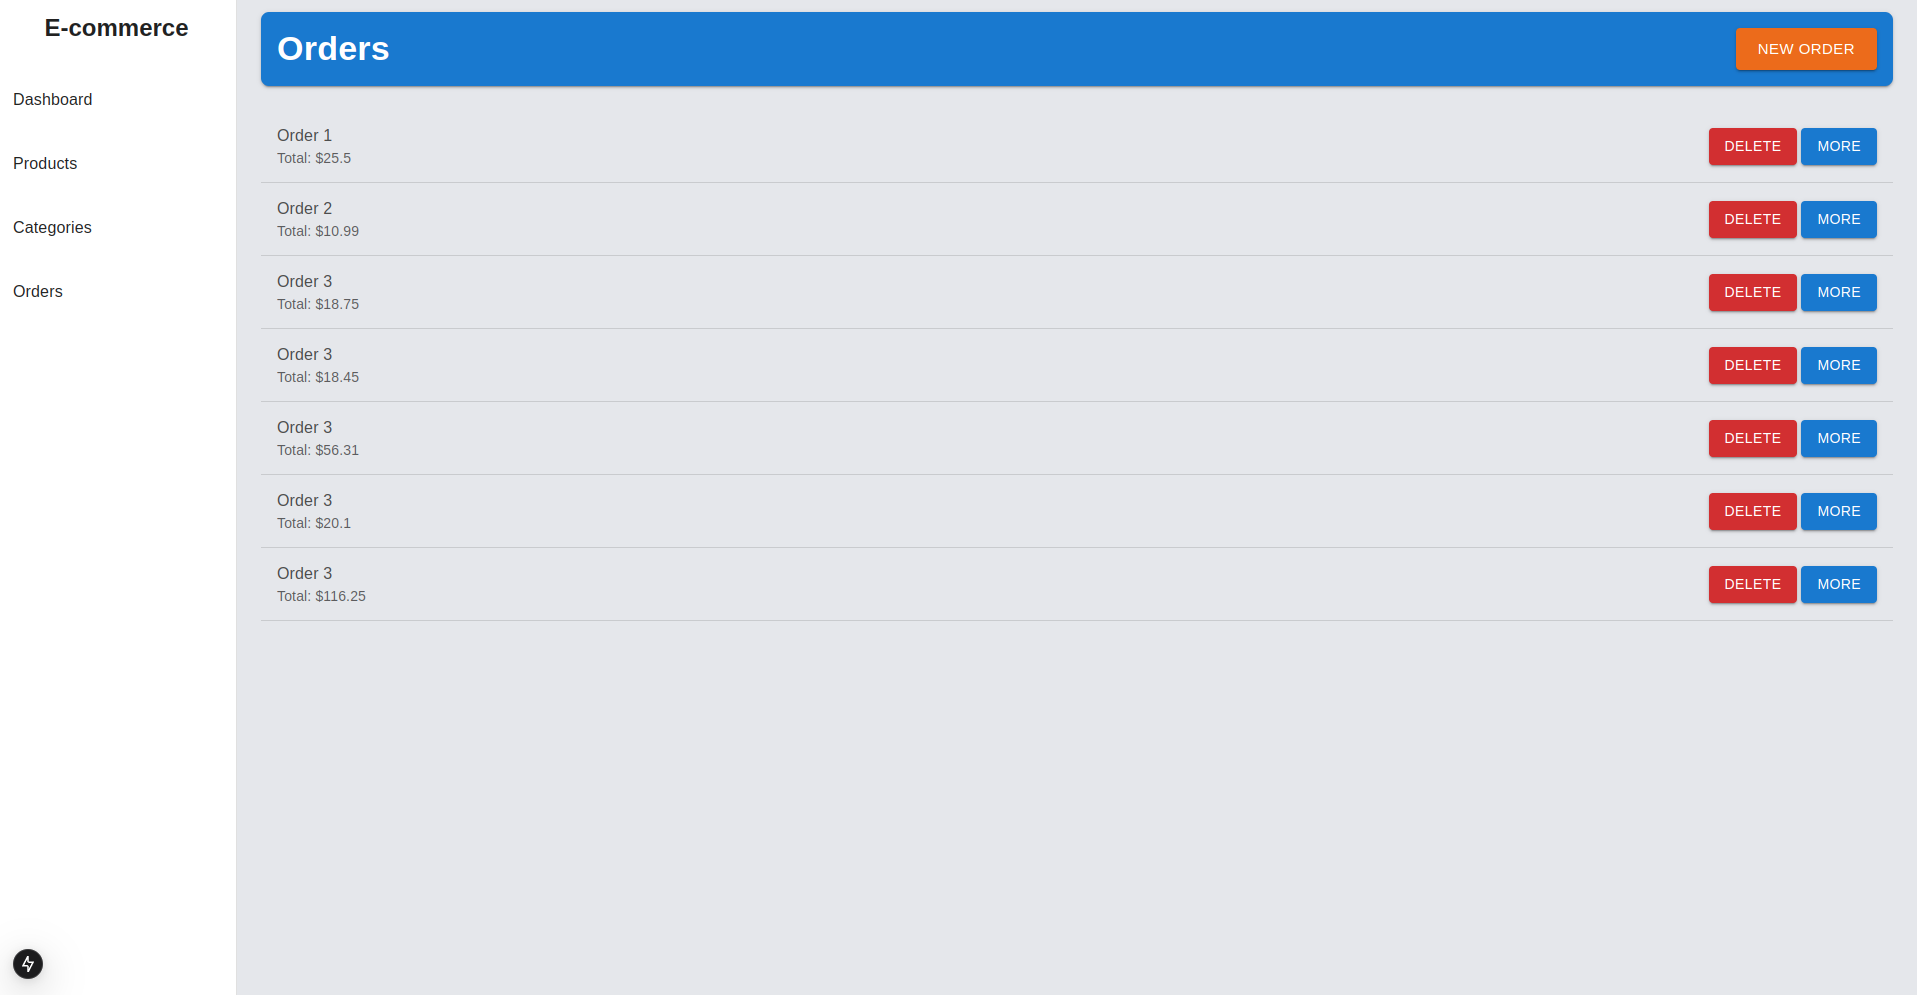 E-commerce
Dashboard
Products
Categories
Orders
Orders
NEW ORDER
Order 1
Total: $25.5
DELETE
MORE
Order 2
Total: $10.99
DELETE
MORE
Order 3
Total: $18.75
DELETE
MORE
Order 3
Total: $18.45
DELETE
MORE
Order 3
Total: $56.31
DELETE
MORE
Order 3
Total: $20.1
DELETE
MORE
Order 3
Total: $116.25
DELETE
MORE